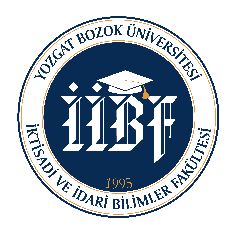 YOZGAT BOZOK ÜNİVERSİTESİ
İİBF
1995
İKTİSADİ VE İDARİ BİLİMLER FAKÜLTESİ